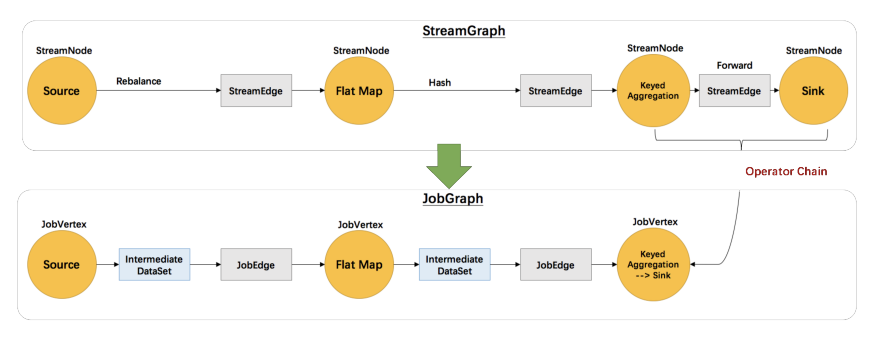 StreamGraph
StreamNode
Source
Rebalance
StreamEdge
StreamNode
Flat Map
Hash
StreamEdge
StreamNode
Keyed
Aggregation
Forward
StreamEdge
StreamNode
Sink
Operator Chain
JobGraph
JobVertex
Source
Intermediate
DataSet
JobEdge
JobVertex
Flat Map
Intermediate
DataSet
JobEdge
JobVertex
Keyed
Aggregation
--> Sink